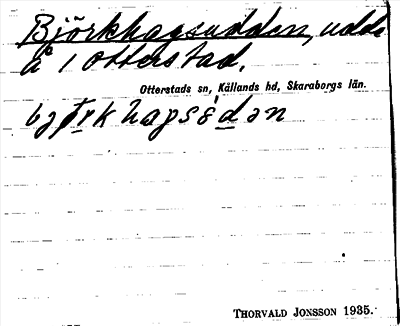 Björkhagsudden, udde
å i Otterstad.
Otterstads sn, Kållands hd, Skaraborgs län.
THORVALD JONSSON 1935.